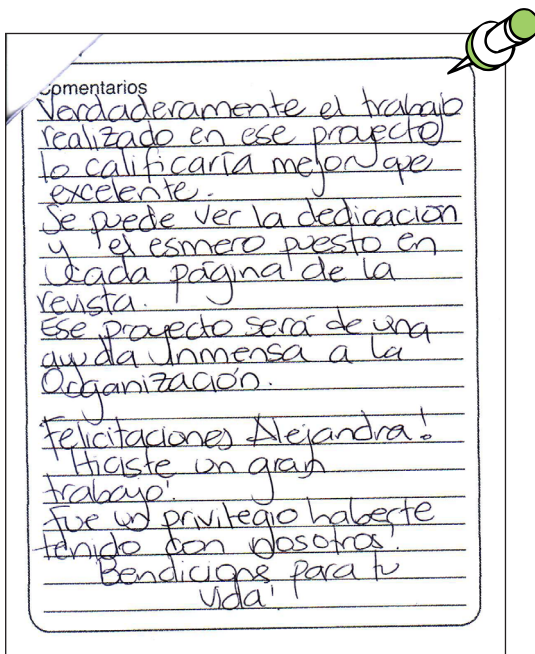 Comentarios
Verdaderamente el trabajo
realizado en ese proyecto
lo calificaría mejor que
excelente.
Se puede ver la dedicación
y el esmero puesto en
cada página de la
revista.
Ese proyecto será de una
ayuda inmensa a la
Organización.
Felicitaciones Alejandra!
Hiciste un gran
trabajo!
Fue un privilegio haberte
tenido con nosotros!
Bendiciones para tu
vida!